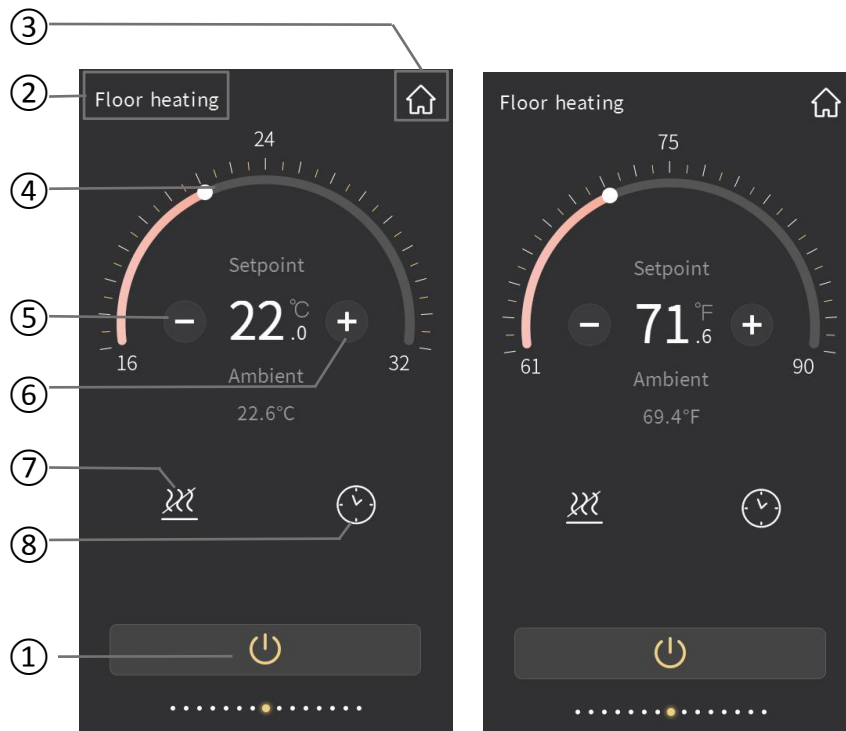 ③
②
Floor heating
24
④
Setpoint
⑤
− 22.0 °C +
16
32
Ambient
⑥
22.6°C
⑦
⑧
①
Floor heating
75
Setpoint
− 71.6 °F +
61
90
Ambient
69.4°F